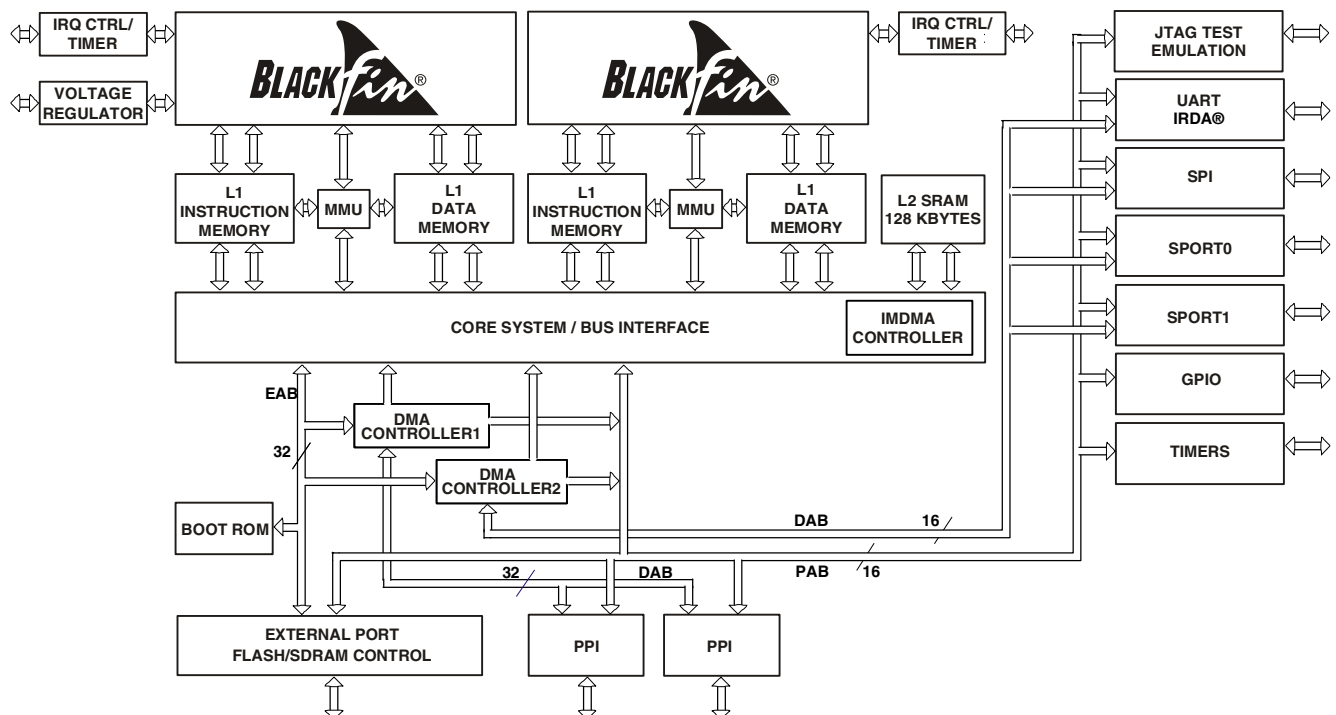 IRQ CTRL/
TIMER
BLACKfin®
BLACKfin®
IRQ CTRL/
TIMER
JTAG TEST
EMULATION
VOLTAGE
REGULATOR
UART
IRDA®
L1
INSTRUCTION
MEMORY
MMU
L1
DATA
MEMORY
L1
INSTRUCTION
MEMORY
MMU
L1
DATA
MEMORY
L2 SRAM
128 KBYTES
SPI
SPORT0
CORE SYSTEM / BUS INTERFACE
IMDMA
CONTROLLER
SPORT1
GPIO
EAB
DMA
CONTROLLER1
32
DMA
CONTROLLER2
TIMERS
BOOT ROM
DAB
16
32
DAB
PAB
16
EXTERNAL PORT
FLASH/SDRAM CONTROL
PPI
PPI